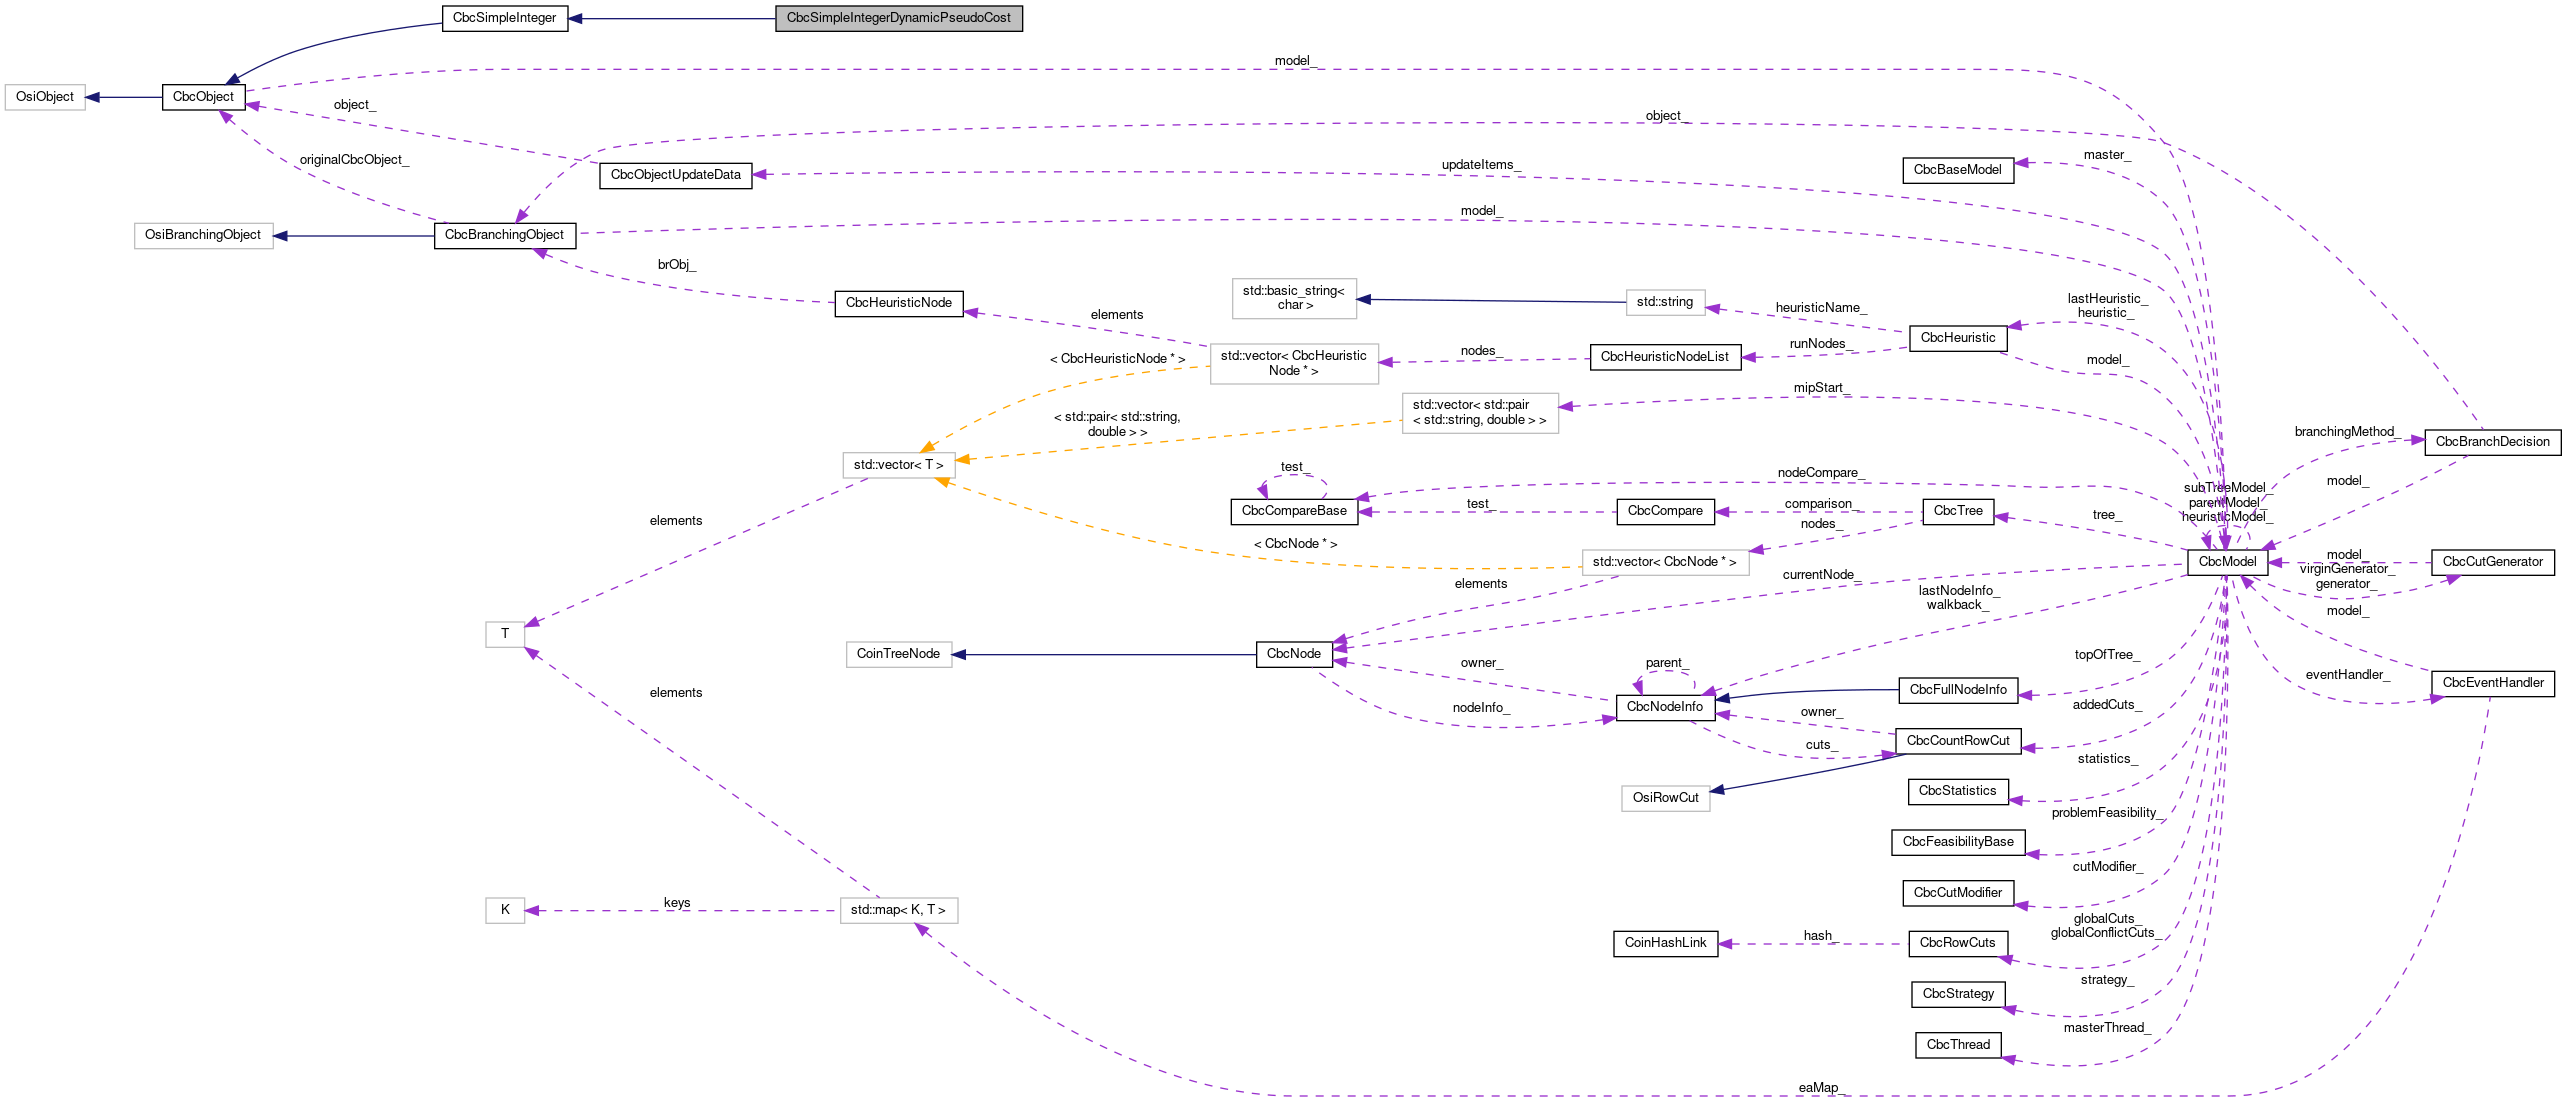 CbcSimpleInteger
CbcSimpleIntegerDynamicPseudoCost
model_
OsiObject
CbcObject
object_
object_
originalCbcObject_
CbcObjectUpdateData
updateItems_
master_
CbcBaseModel
OsiBranchingObject
CbcBranchingObject
model_
brObj_
CbcHeuristicNode
elements
std::basic_string<
char >
std::string
heuristicName_
lastHeuristic_
heuristic_
CbcHeuristic
< CbcHeuristicNode * >
std::vector< CbcHeuristic
Node * >
nodes_
CbcHeuristicNodeList
runNodes_
model_
mipStart_
< std::pair< std::string,
double > >
std::vector< std::pair
< std::string, double > >
branchingMethod_
CbcBranchDecision
std::vector< T >
test_
nodeCompare_
model_
CbcCompareBase
test_
CbcCompare
comparison_
CbcTree
tree_
subTreeModel_
parentModel_
heuristicModel_
elements
nodes_
< CbcNode * >
std::vector< CbcNode * >
CbcModel
model_
virginGenerator_
generator_
CbcCutGenerator
elements
currentNode_
lastNodeInfo_
walkback_
model_
T
CoinTreeNode
CbcNode
owner_
parent_
topOfTree_
eventHandler_
CbcEventHandler
elements
nodeInfo_
CbcNodeInfo
CbcFullNodeInfo
owner_
addedCuts_
cuts_
CbcCountRowCut
statistics_
OsiRowCut
CbcStatistics
problemFeasibility_
CbcFeasibilityBase
cutModifier_
CbcCutModifier
K
keys
std::map< K, T >
globalCuts_
globalConflictCuts_
CoinHashLink
hash_
CbcRowCuts
strategy_
CbcStrategy
masterThread_
CbcThread
eaMap_